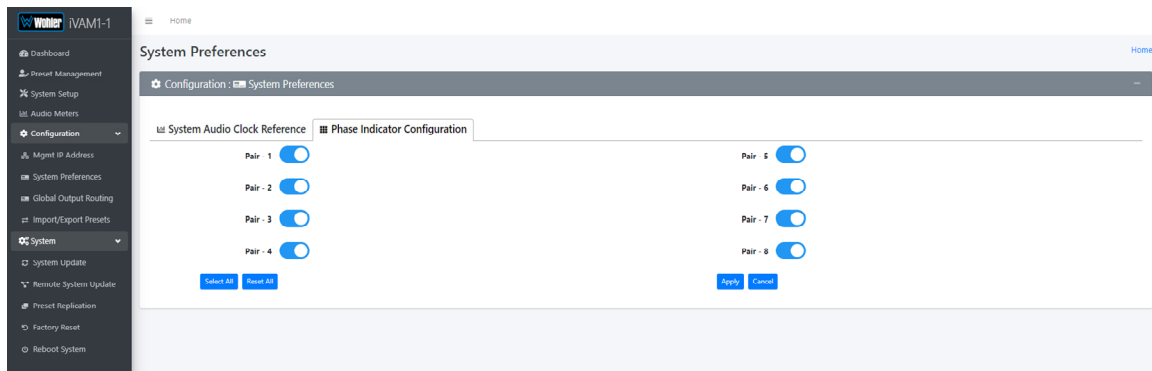 Wohler iVAM1-1
Home
Dashboard
Preset Management
System Setup
Audio Meters
Configuration
Mgmt IP Address
System Preferences
Global Output Routing
Import/Export Presets
System
System Update
Remote System Update
Preset Replication
Factory Reset
Reboot System
System Preferences
Home
Configuration : System Preferences
System Audio Clock Reference Phase Indicator Configuration
Pair - 1 Pair - 5
Pair - 2 Pair - 6
Pair - 3 Pair - 7
Pair - 4 Pair - 8
Select All Reset All Apply Cancel